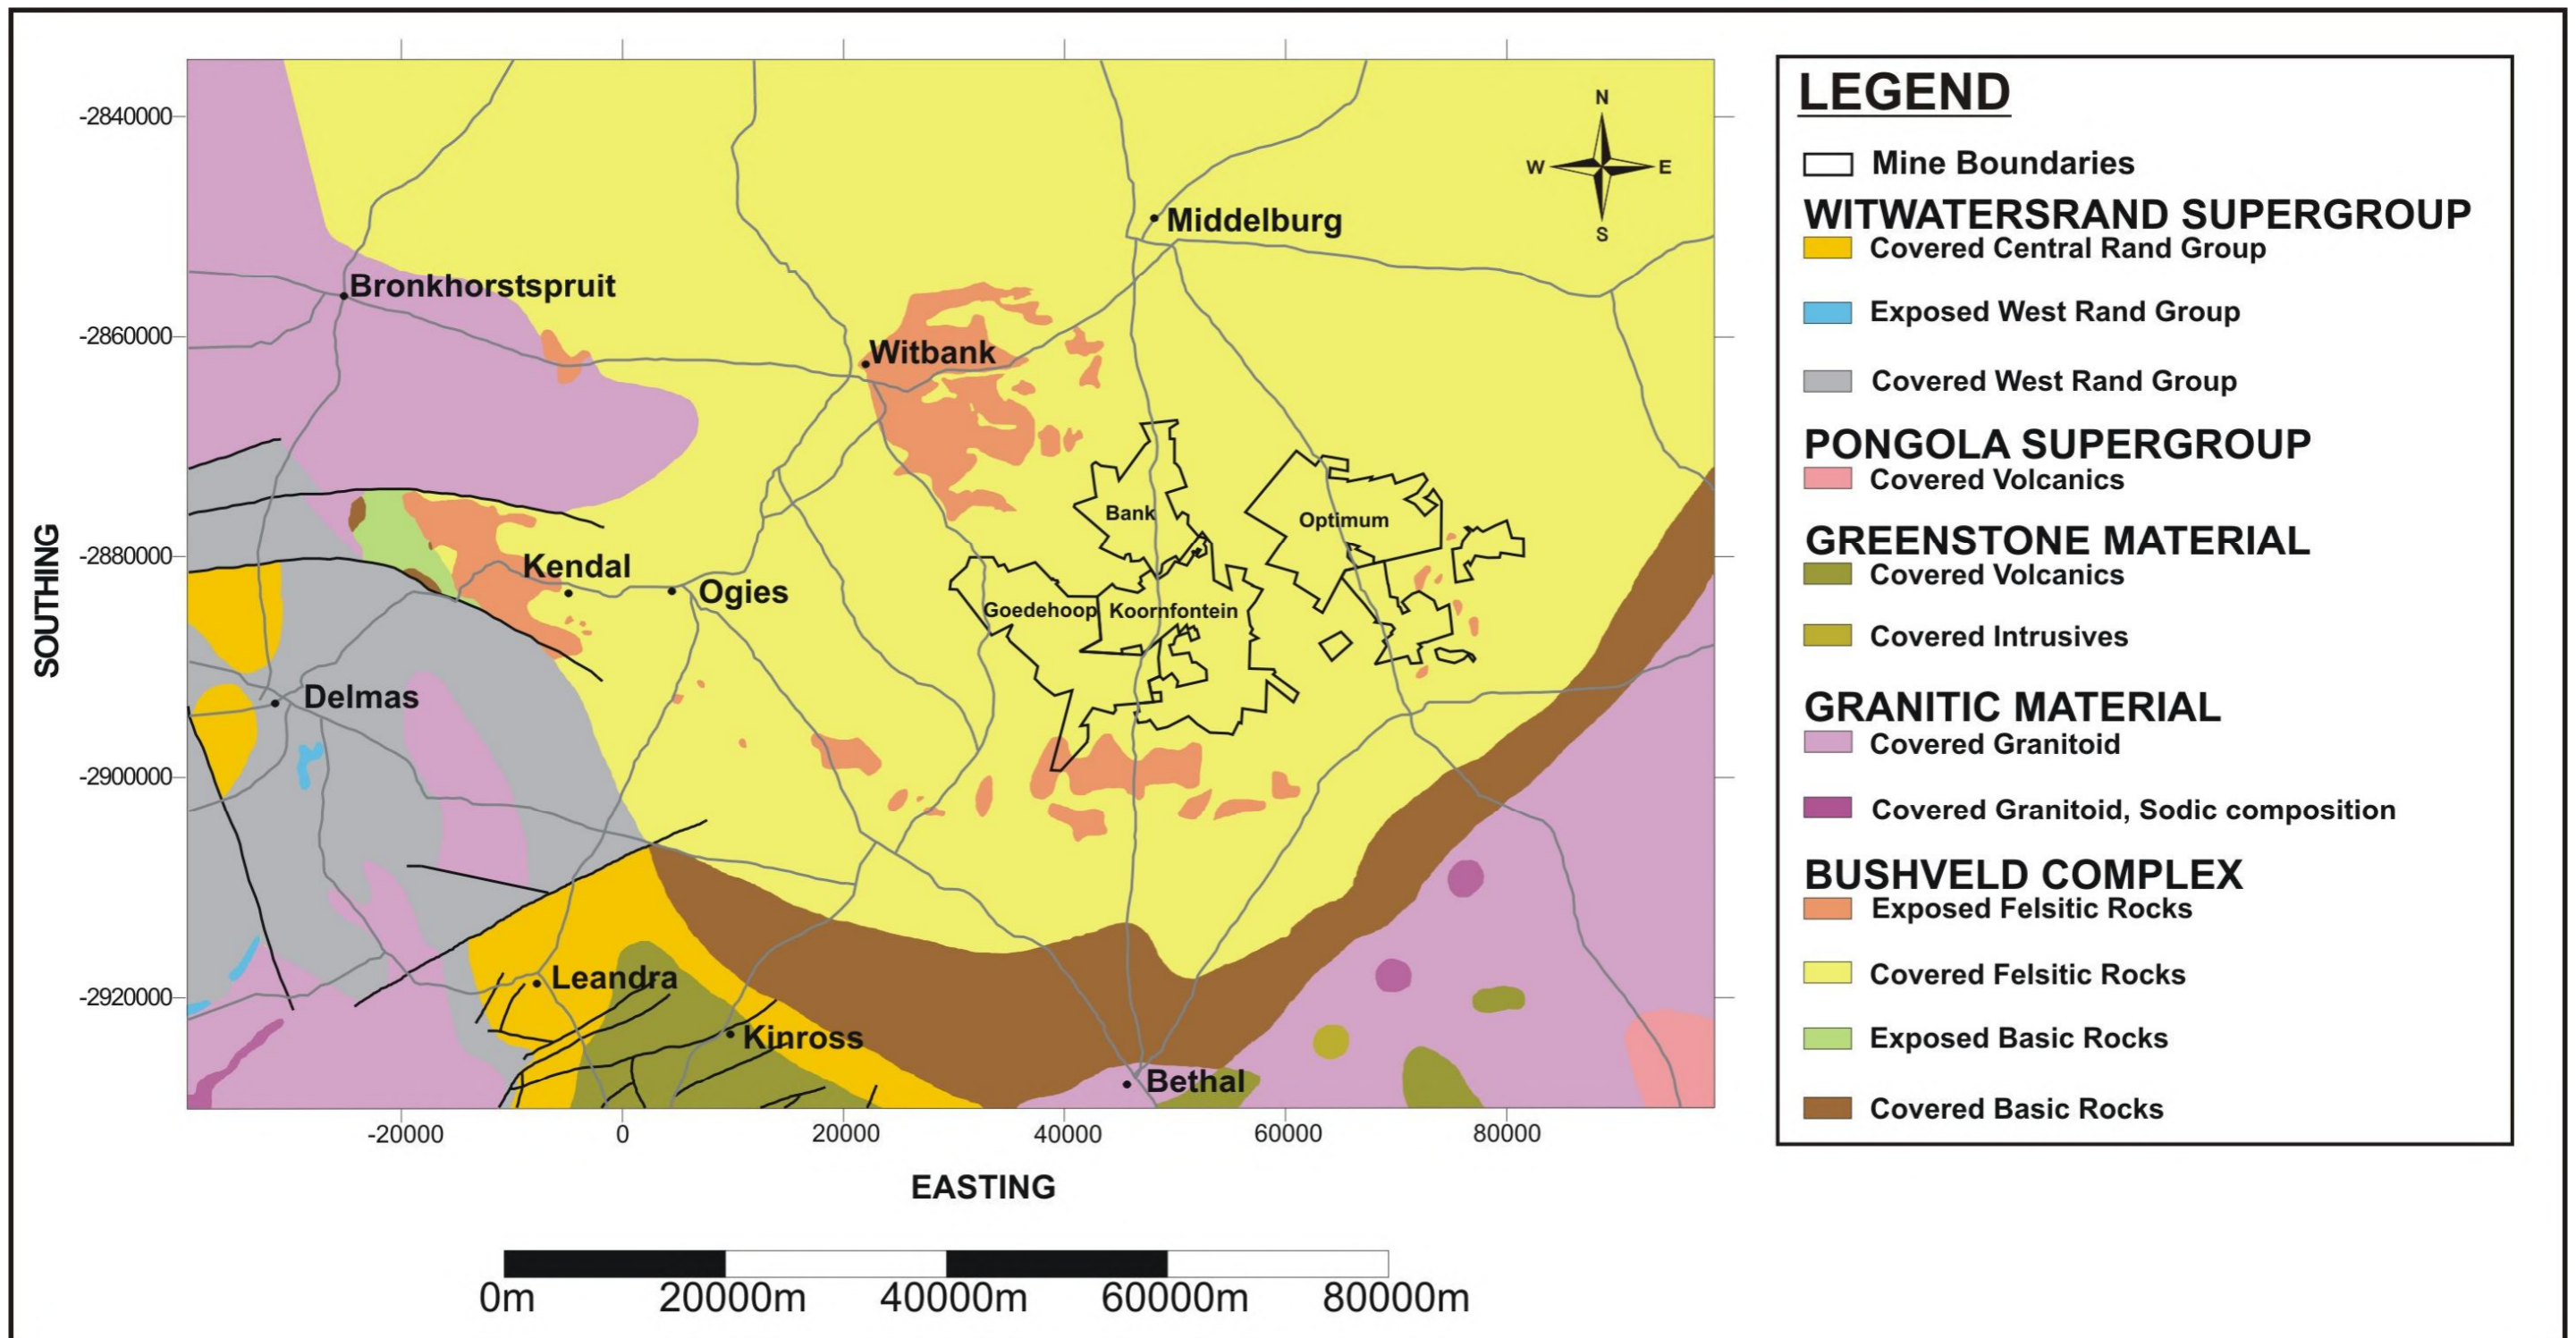 -2840000
-2860000
-2880000
-2900000
-2920000
SOUTHING
N
W
E
S
Middelburg
Bronkhorstspruit
Witbank
Bank
Optimum
Kendal
Ogies
Goedehoop
Koornfontein
Delmas
Leandra
Kinross
Bethal
-20000
0
20000
40000
60000
80000
EASTING
0m
20000m
40000m
60000m
80000m
LEGEND
Mine Boundaries
WITWATERSRAND SUPERGROUP
Covered Central Rand Group
Exposed West Rand Group
Covered West Rand Group
PONGOLA SUPERGROUP
Covered Volcanics
GREENSTONE MATERIAL
Covered Volcanics
Covered Intrusives
GRANITIC MATERIAL
Covered Granitoid
Covered Granitoid, Sodic composition
BUSHVELD COMPLEX
Exposed Felsitic Rocks
Covered Felsitic Rocks
Exposed Basic Rocks
Covered Basic Rocks